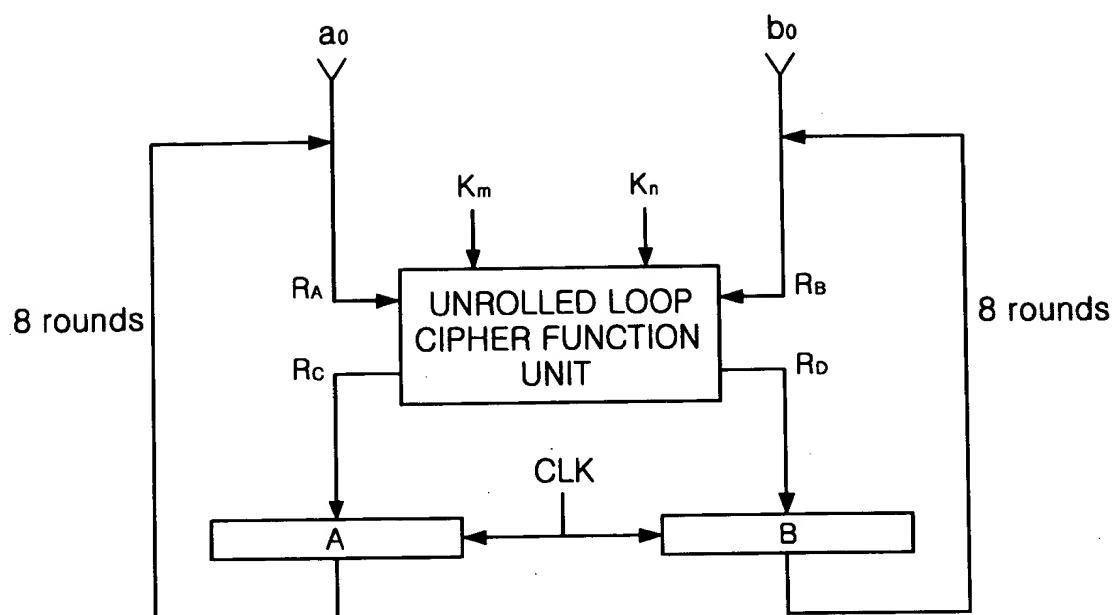 a0
b0
Km
Kn
RA
RB
UNROLLED LOOP
CIPHER FUNCTION
UNIT
8 rounds
8 rounds
RC
RD
CLK
A
B